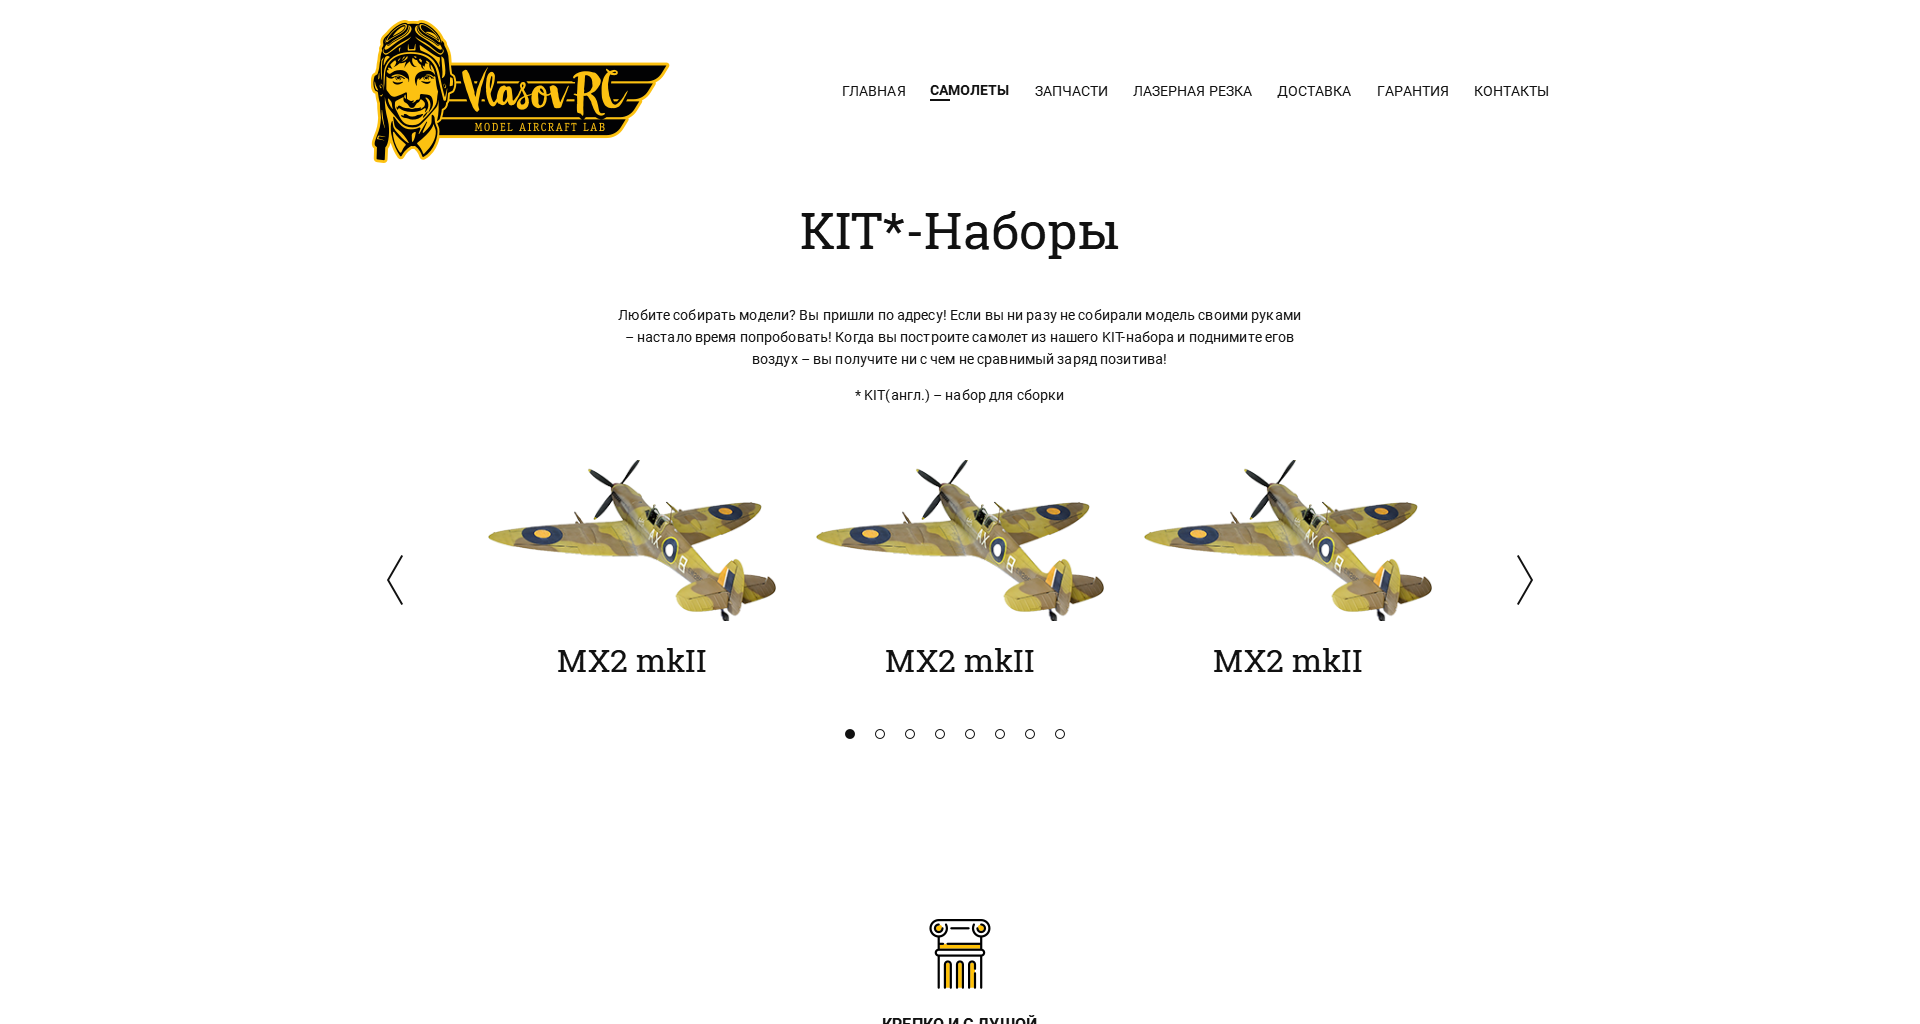 Vlasov RC
MODEL AIRCRAFT LAB
ГЛАВНАЯ
САМОЛЕТЫ
ЗАПЧАСТИ
ЛАЗЕРНАЯ РЕЗКА
ДОСТАВКА
ГАРАНТИЯ
КОНТАКТЫ
KIT*-Наборы
Любите собирать модели? Вы пришли по адресу! Если вы ни разу не собирали модель своими руками
– настало время попробовать! Когда вы построите самолет из нашего KIT-набора и поднимите егов
воздух – вы получите ни с чем не сравнимый заряд позитива!
* KIT(англ.) – набор для сборки
MX2 mkII
MX2 mkII
MX2 mkII
КРЕПКО И С ДУШОЙ